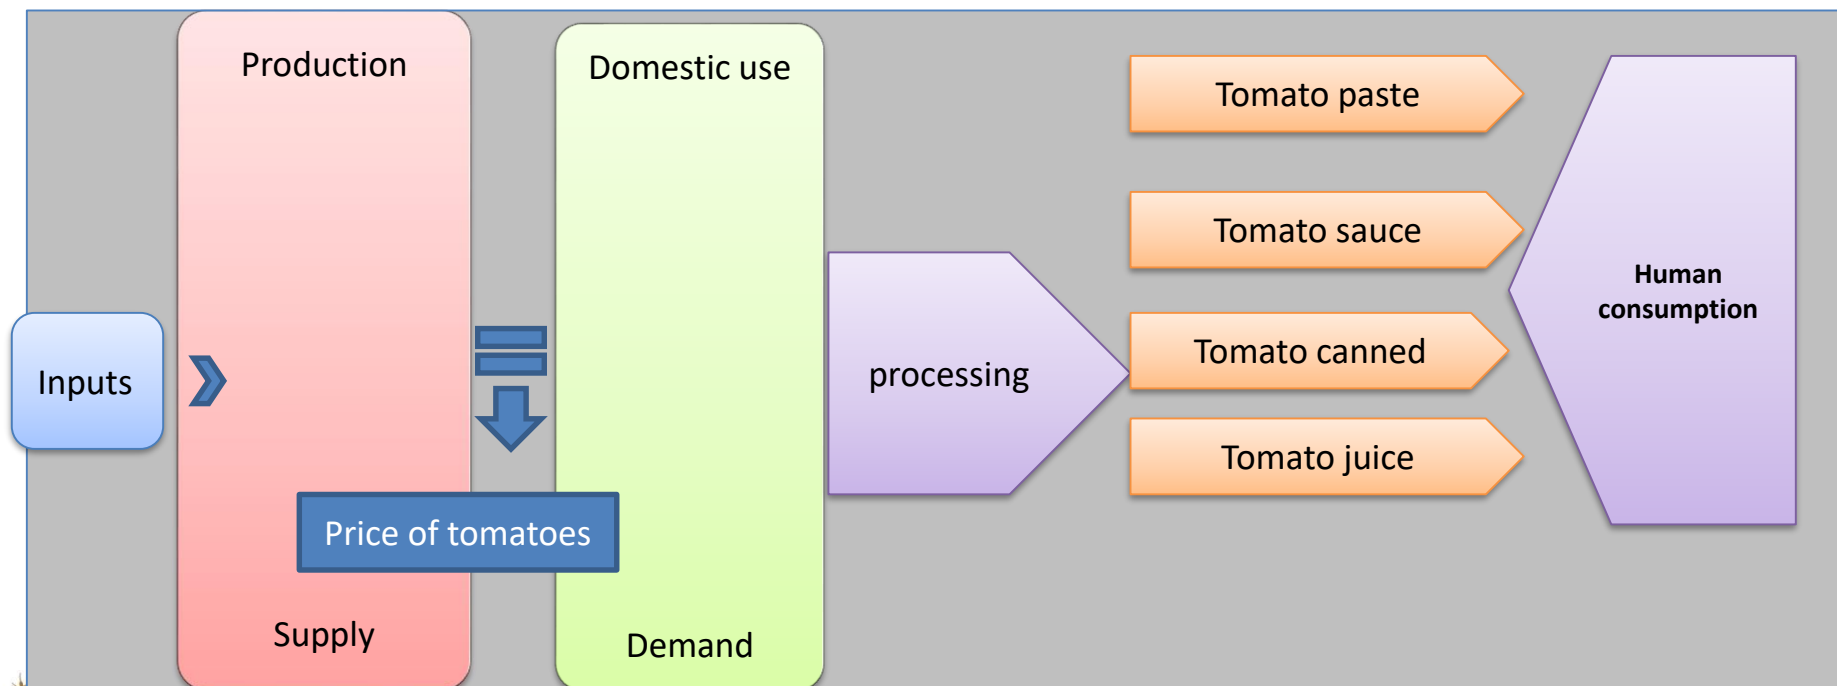 Production
Domestic use
Tomato paste
Tomato sauce
Human
consumption
Tomato canned
processing
Inputs
Tomato juice
Price of tomatoes
Supply
Demand